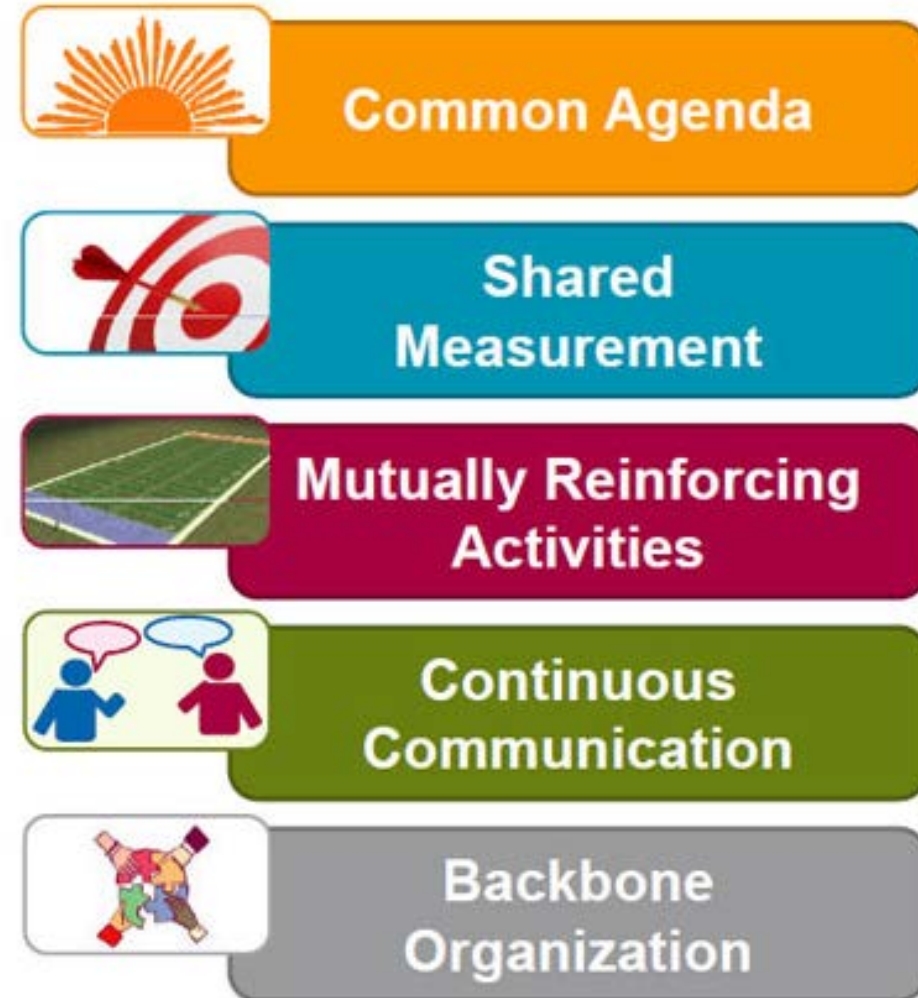 Common Agenda
Shared
Measurement
Mutually Reinforcing
Activities
Continuous
Communication
Backbone
Organization